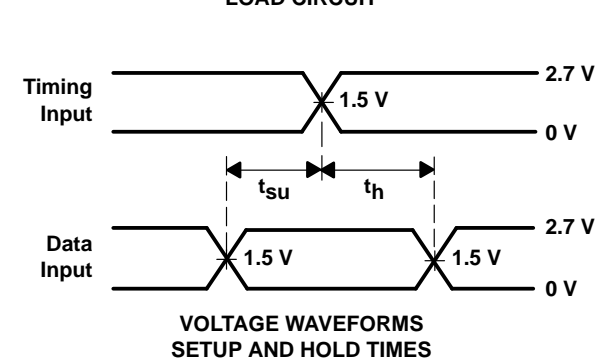 LOAD CIRCUIT
Timing
Input
2.7 V
1.5 V
0 V
tsu
th
Data
Input
2.7 V
1.5 V
1.5 V
0 V
VOLTAGE WAVEFORMS
SETUP AND HOLD TIMES